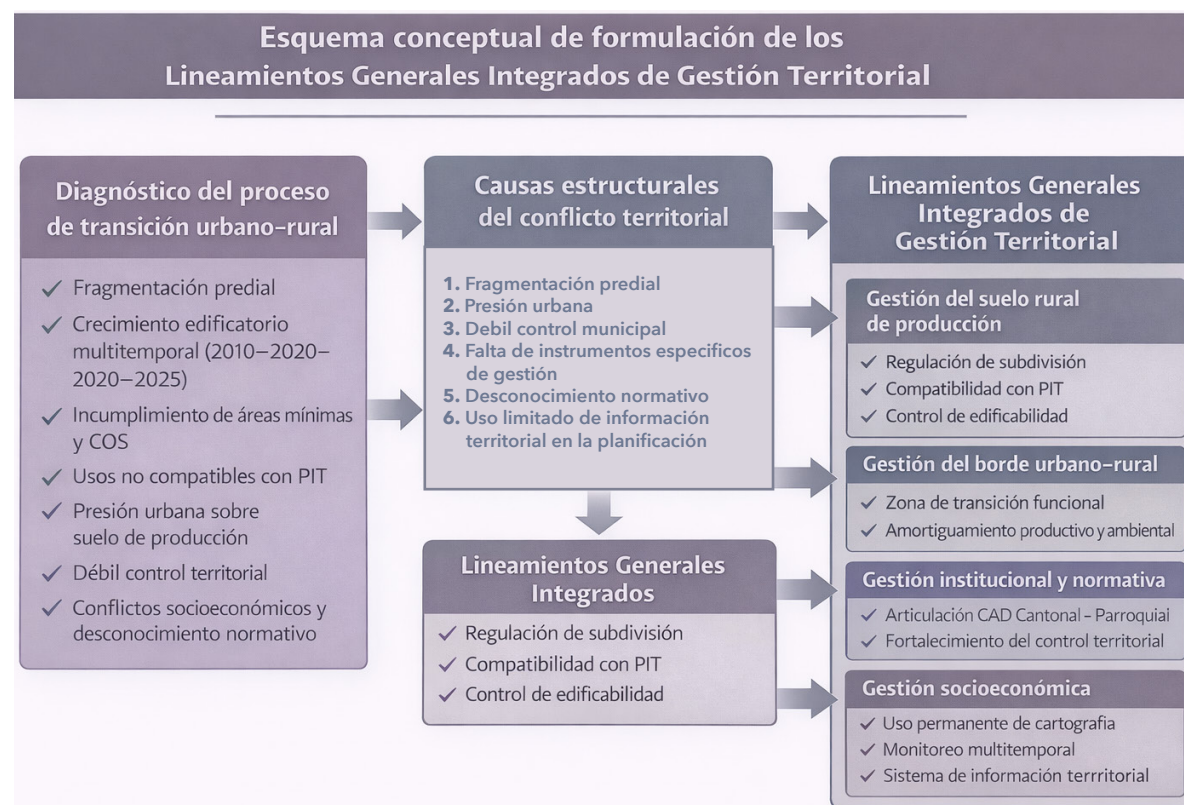 Esquema conceptual de formulación de los
Lineamientos Generales Integrados de Gestión Territorial
Diagnóstico del proceso
de transición urbano-rural
✓ Fragmentación predial
✓ Crecimiento edificatorio
multitemporal (2010–2020–
2020–2025)
✓ Incumplimiento de áreas mínimas
y COS
✓ Usos no compatibles con PIT
✓ Presión urbana sobre
suelo de producción
✓ Débil control territorial
✓ Conflictos socioeconómicos y
desconocimiento normativo
Causas estructurales
del conflicto territorial
1. Fragmentación predial
2. Presión urbana
3. Debil control municipal
4. Falta de instrumentos especificos
de gestión
5. Desconocimiento normativo
6. Uso limitado de información
territorial en la planificación
Lineamientos Generales
Integrados
✓ Regulación de subdivisión
✓ Compatibilidad con PIT
✓ Control de edificabilidad
Lineamientos Generales
Integrados de
Gestión Territorial
Gestión del suelo rural
de producción
✓ Regulación de subdivisión
✓ Compatibilidad con PIT
✓ Control de edificabilidad
Gestión del borde urbano-rural
✓ Zona de transición funcional
✓ Amortiguamiento productivo y ambiental
Gestión institucional y normativa
✓ Articulación CAD Cantonal - Parroquiai
✓ Fortalecimiento del control territorial
Gestión socioeconómica
✓ Uso permanente de cartografia
✓ Monitoreo multitemporal
✓ Sistema de información terrritorial